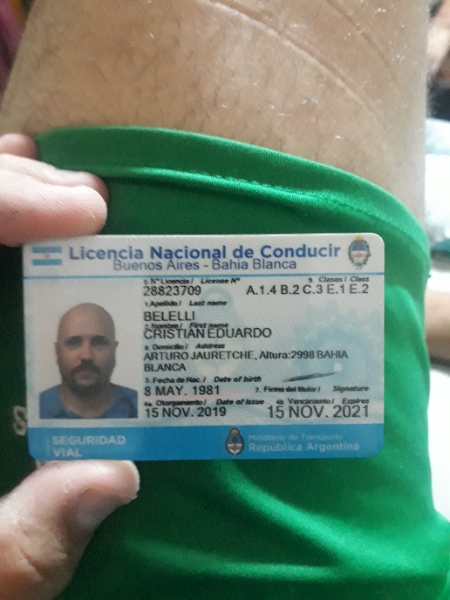 Licencia Nacional de Conducir
Buenos Aires - Bahia Blanca
5. Nº Licencia / License Nº
9. Clases / Class
28823709
A.1.4 B.2 C.3 E.1 E.2
1. Apellido / Last name
BELELLI
2. Nombre / First name
CRISTIAN EDUARDO
8. Domicilio / Address
ARTURO JAURETCHE, Altura:2998 BAHIA
BLANCA
3. Fecha de Nac. / Date of birth
7. Firma del titular / Signature
8 MAY. 1981
4a. Otorgamiento / Date of issue
4b. Vencimiento / Expires
15 NOV. 2019
15 NOV. 2021
SEGURIDAD
VIAL
Ministerio de Transporte
República Argentina